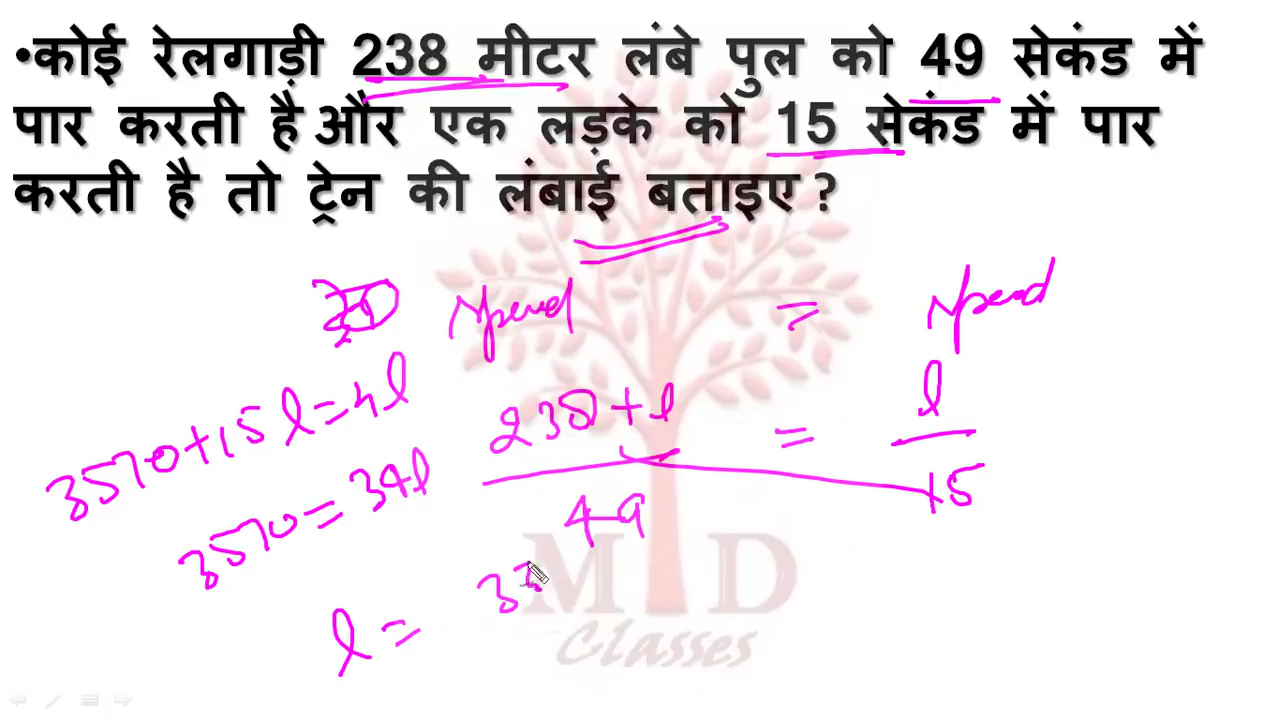 •कोई रेलगाड़ी 238 मीटर लंबे पुल को 49 सेकंड में
पार करती है और एक लड़के को 15 सेकंड में पार
करती है तो ट्रेन की लंबाई बताइए ?
Speed = Speed
238+l = l
49 15
3570+15l=4l
3570=34l
l=
MD
Classes